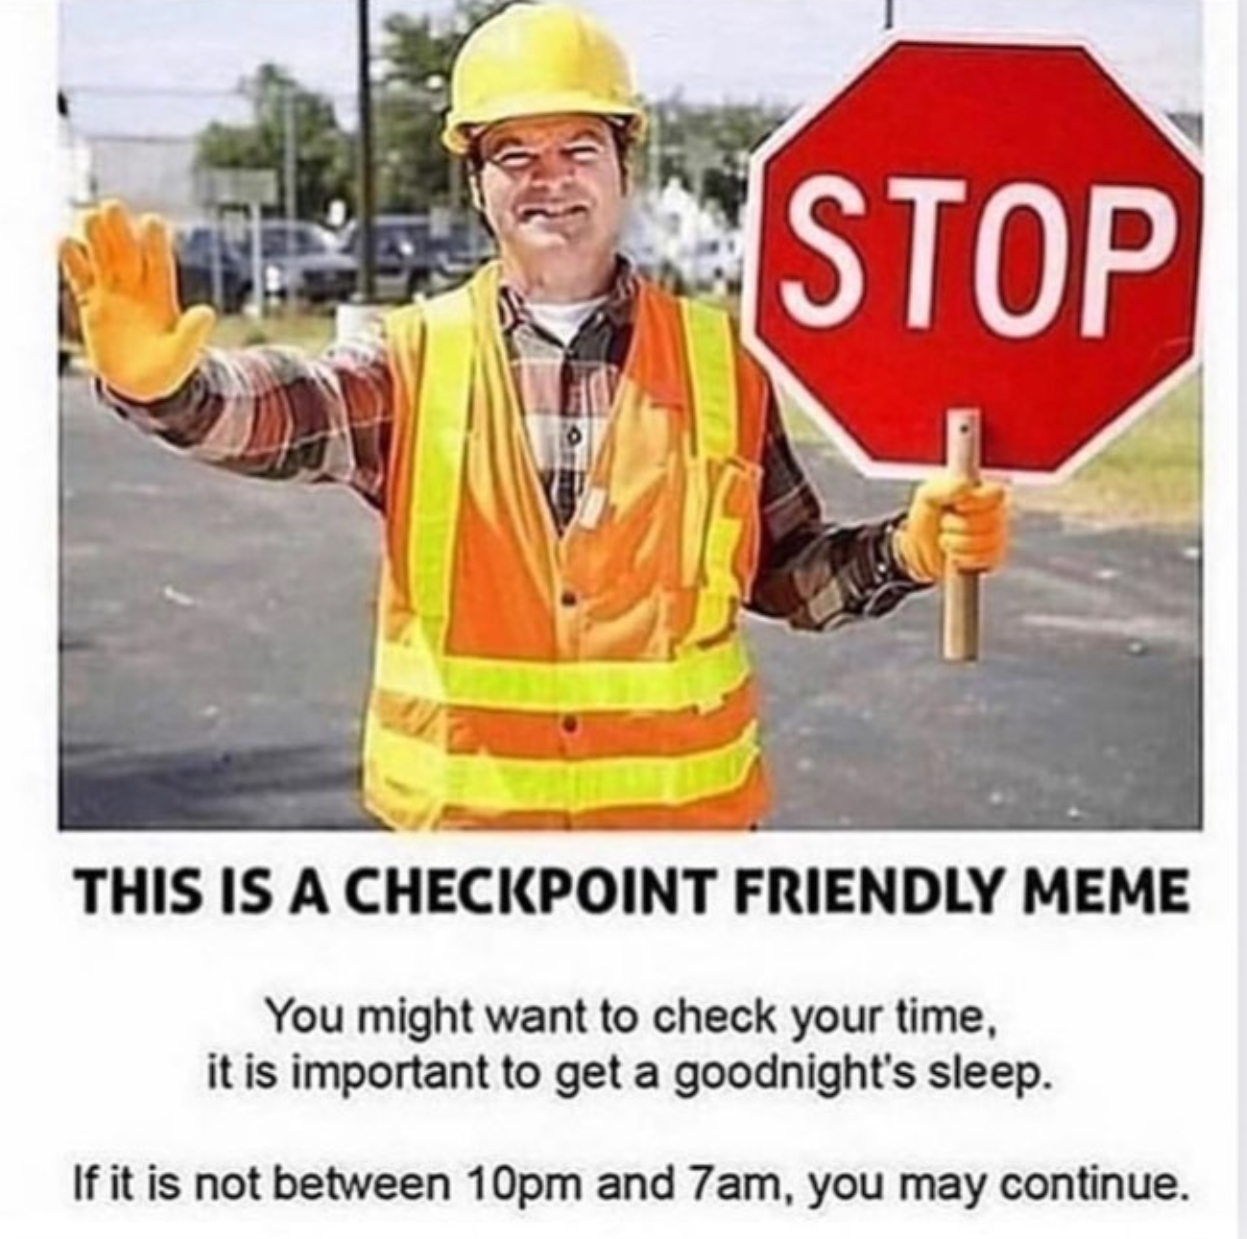 STOP
THIS IS A CHECKPOINT FRIENDLY MEME
You might want to check your time,
it is important to get a goodnight's sleep.
If it is not between 10pm and 7am, you may continue.